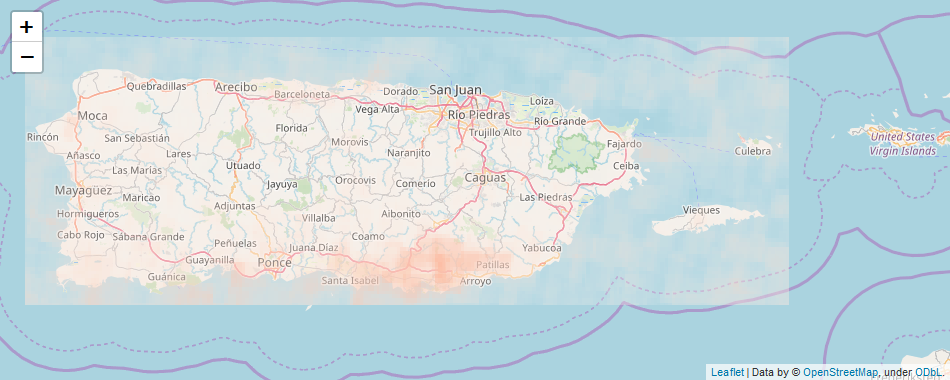 +
−
Quebradillas
Arecibo
Barceloneta
Dorado
San Juan
Loíza
Moca
Vega Alta
Río Piedras
Río Grande
Rincón
San Sebastián
Florida
Morovis
Trujillo Alto
Fajardo
Añasco
Lares
Naranjito
Culebra
United States
Virgin Islands
Las Marías
Utuado
Ceiba
Mayagüez
Maricao
Jayuya
Orocovis
Comerío
Caguas
Las Piedras
Hormigueros
Adjuntas
Villalba
Aibonito
Vieques
Cabo Rojo
Sábana Grande
Peñuelas
Juana Díaz
Coamo
Yabucoa
Guayanilla
Ponce
Patillas
Guánica
Santa Isabel
Arroyo
Leaflet | Data by © OpenStreetMap, under ODbL.